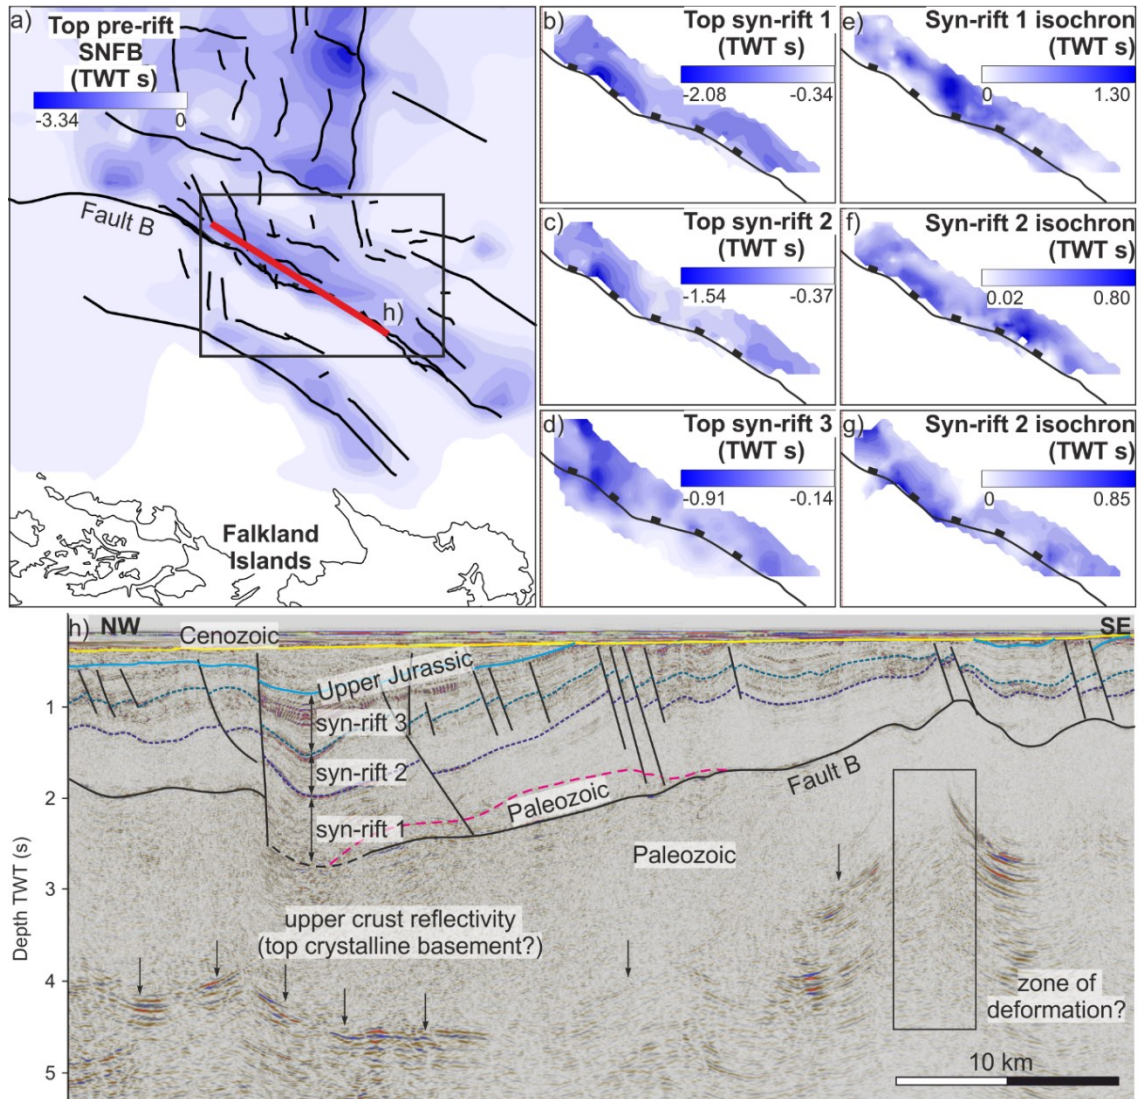 a)
Top pre-rift
SNFB
(TWT s)
-3.34
0
Fault B
h)
Falkland
Islands
b)
Top syn-rift 1
(TWT s)
-2.08
-0.34
e)
Syn-rift 1 isochron
(TWT s)
0
1.30
c)
Top syn-rift 2
(TWT s)
-1.54
-0.37
f)
Syn-rift 2 isochron
(TWT s)
0.02
0.80
d)
Top syn-rift 3
(TWT s)
-0.91
-0.14
g)
Syn-rift 2 isochron
(TWT s)
0
0.85
h)
NW
SE
Cenozoic
Upper Jurassic
syn-rift 3
syn-rift 2
syn-rift 1
Paleozoic
Fault B
Paleozoic
upper crust reflectivity
(top crystalline basement?)
zone of
deformation?
10 km
Depth TWT (s)
1
2
3
4
5